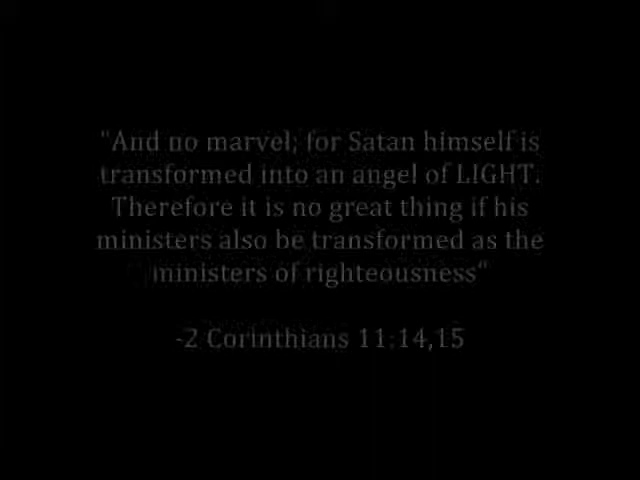 "And no marvel; for Satan himself is
transformed into an angel of LIGHT.
Therefore it is no great thing if his
ministers also be transformed as the
ministers of righteousness"
-2 Corinthians 11:14,15